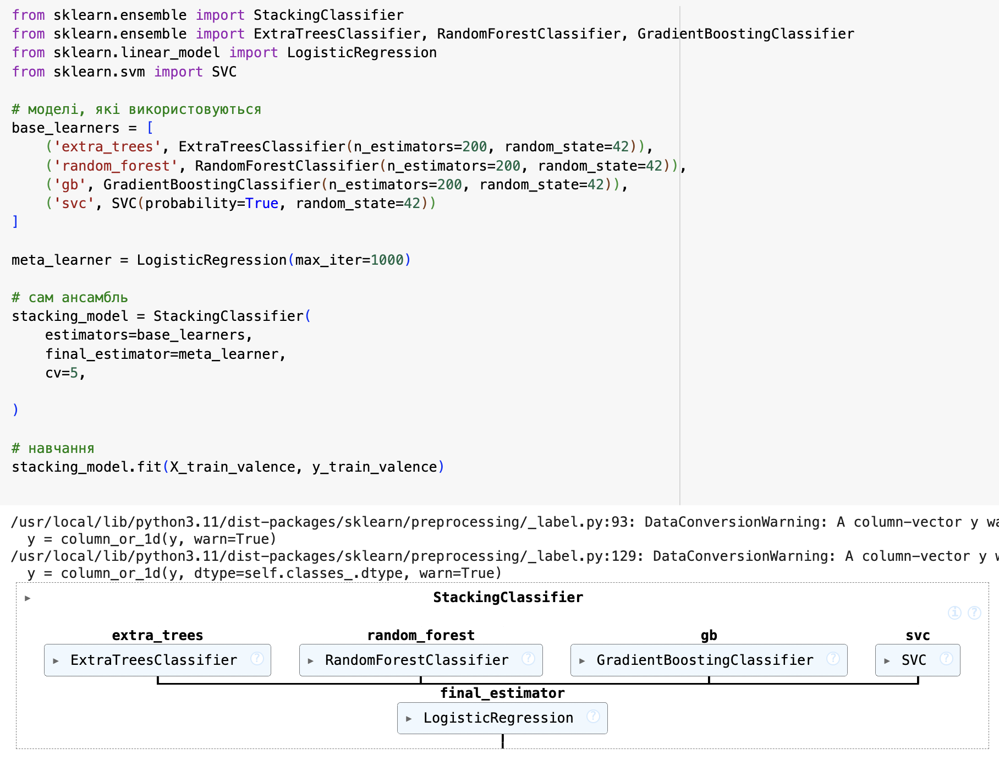 from sklearn.ensemble import StackingClassifier
from sklearn.ensemble import ExtraTreesClassifier, RandomForestClassifier, GradientBoostingClassifier
from sklearn.linear_model import LogisticRegression
from sklearn.svm import SVC
# моделі, які використовуються
base_learners = [
    ('extra_trees', ExtraTreesClassifier(n_estimators=200, random_state=42)),
    ('random_forest', RandomForestClassifier(n_estimators=200, random_state=42)),
    ('gb', GradientBoostingClassifier(n_estimators=200, random_state=42)),
    ('svc', SVC(probability=True, random_state=42))
]
meta_learner = LogisticRegression(max_iter=1000)
# сам ансамбль
stacking_model = StackingClassifier(
    estimators=base_learners,
    final_estimator=meta_learner,
    cv=5,
)
# навчання
stacking_model.fit(X_train_valence, y_train_valence)
/usr/local/lib/python3.11/dist-packages/sklearn/preprocessing/_label.py:93: DataConversionWarning: A column-vector y wa
  y = column_or_1d(y, warn=True)
/usr/local/lib/python3.11/dist-packages/sklearn/preprocessing/_label.py:129: DataConversionWarning: A column-vector y
  y = column_or_1d(y, dtype=self.classes_.dtype, warn=True)
StackingClassifier
i ?
extra_trees random_forest gb svc
ExtraTreesClassifier ? RandomForestClassifier ? GradientBoostingClassifier ? SVC ?
final_estimator
LogisticRegression ?